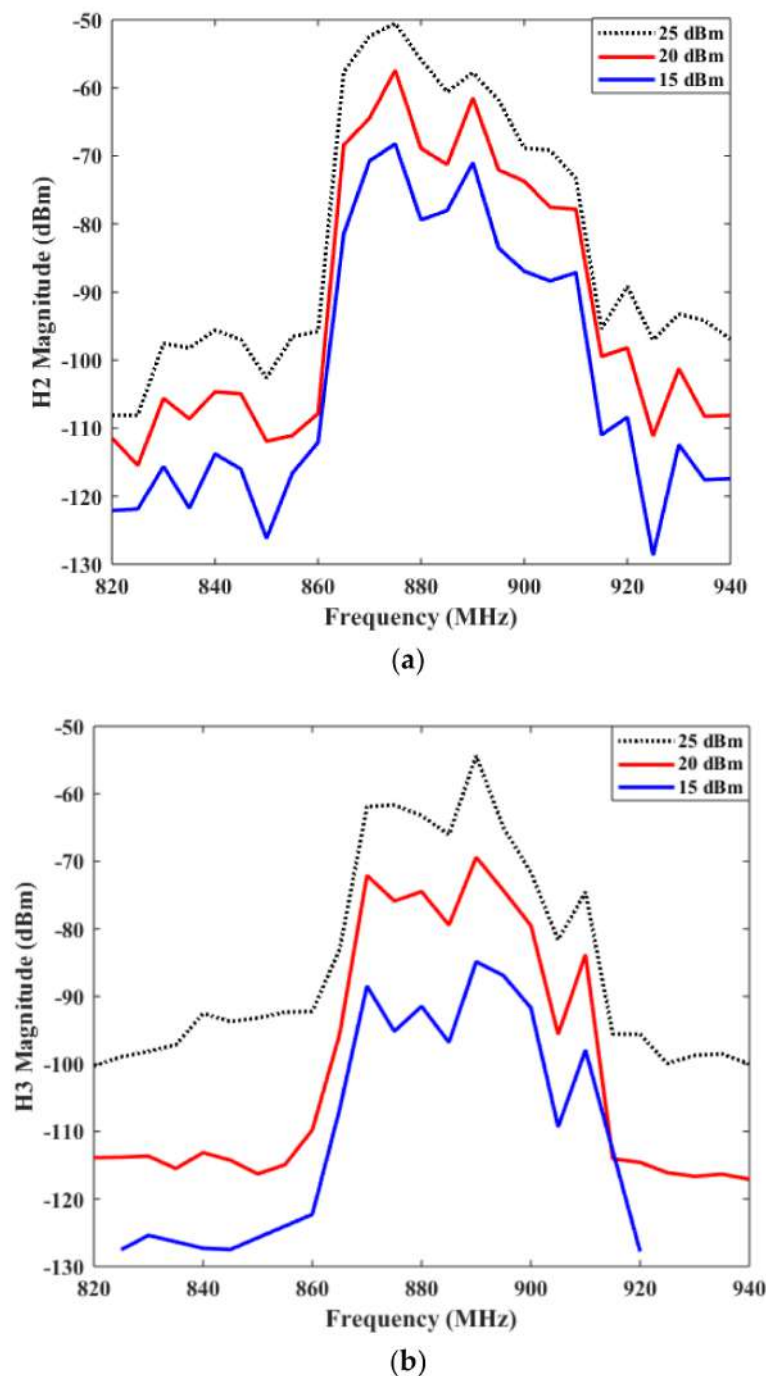 -50
-60
-70
-80
-90
-100
-110
-120
-130
H2 Magnitude (dBm)
25 dBm
20 dBm
15 dBm
820 840 860 880 900 920 940
Frequency (MHz)
(a)
-50
-60
-70
-80
-90
-100
-110
-120
-130
H3 Magnitude (dBm)
25 dBm
20 dBm
15 dBm
820 840 860 880 900 920 940
Frequency (MHz)
(b)